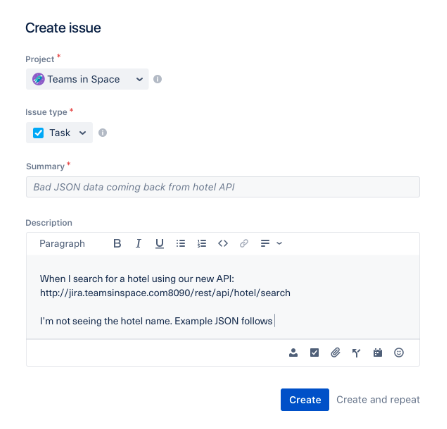 Create issue
Project *
Teams in Space
Issue type *
Task
Summary *
Bad JSON data coming back from hotel API
Description
Paragraph B I U
When I search for a hotel using our new API:
http://jira.teamsinspace.com8090/rest/api/hotel/search
I'm not seeing the hotel name. Example JSON follows
Create Create and repeat